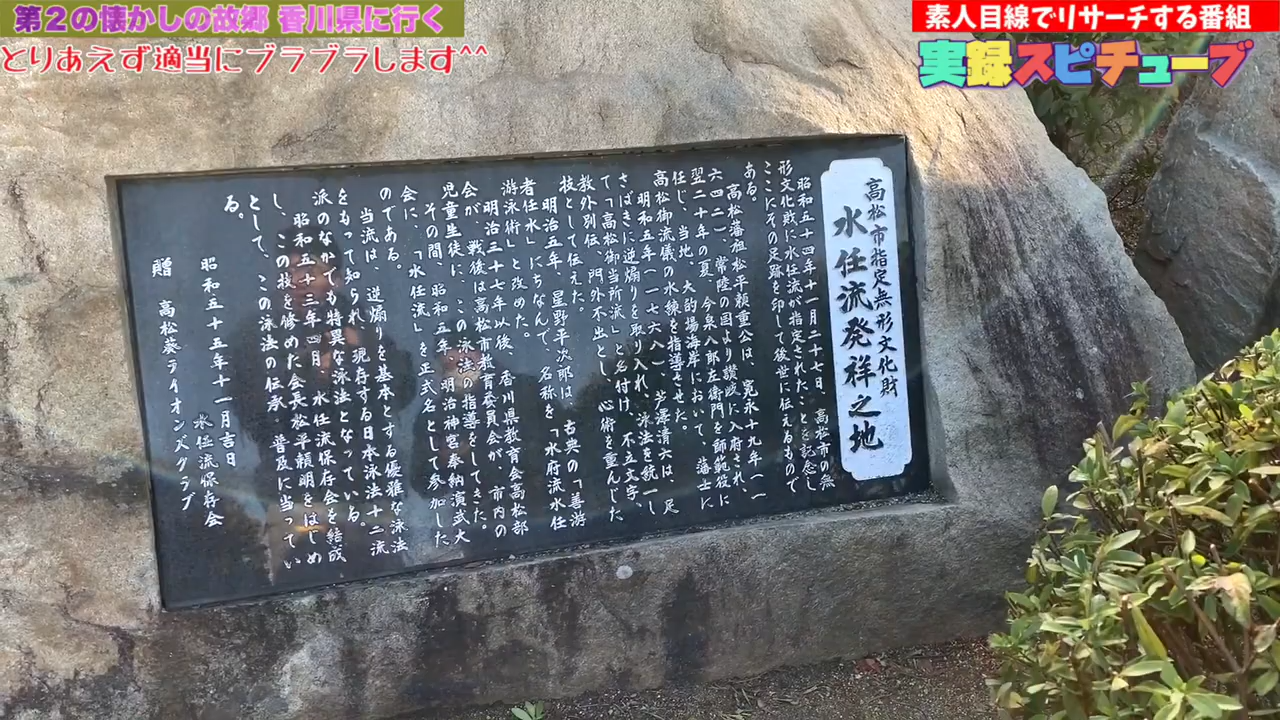 第2の懐かしの故郷 香川県に行く
とりあえず適当にブラブラします^^
素人目線でリサーチする番組
実録スピチューブ
高松市指定無形文化財
水任流発祥之地
昭和五十四年十一月二十七日、高松市の無
形文化財に水任流が指定されたことを記念し
ここにその足跡を印して後世に伝えるもので
ある。
高松藩祖松平頼重公は、寛永十九年(一
六四二)、常陸の国より讃岐に入府され、
翌二十年の夏、今泉八郎左衛門を師範役に
任じ、当地、大的場海岸において、藩士に
高松御流儀の水練を指導させた。
明和五年(一七六八)、芦澤清六は、足
さばきに逆煽りを取り入れ、泳法を統一し
て「高松御当所流」と名付け、不立文字、
教外別伝、門外不出とし、心術を重んじた
技として伝えた。
明治五年、星野平次郎は、古典の「善游
者任水」にちなんで、名称を「水府流水任
游泳術」と改めた。
明治三十七年以後、香川県教育会高松部
会が、戦後は高松市教育委員会が、市内の
児童生徒に、この泳法の指導をしてきた。
その間、昭和五年、明治神宮奉納演武大
会に、「水任流」を正式名として参加した
のである。
当流は、逆煽りを基本とする優雅な泳法
をもって知られ、現存する日本泳法十二流
派のなかでも特異な泳法となっている。
昭和五十三年四月、水任流保存会を結成
し、この技を修めた会長松平頼明をはじめ
として、この泳法の伝承、普及に当ってい
る。
昭和五十五年十一月吉日
水任流保存会
贈 高松葵ライオンズクラブ